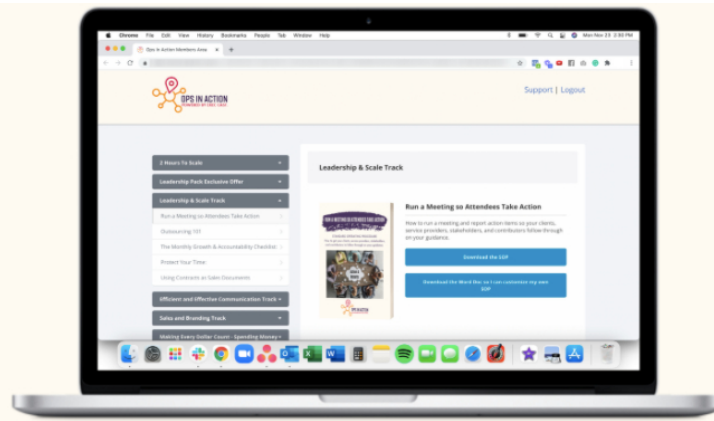 Chrome File Edit View History Bookmarks People Tab Window Help
Mon Nov 23 2:30 PM
Ops in Action Members Area
OPS IN ACTION
Support | Logout
2 Hours To Scale
Leadership Pack Exclusive Offer
Leadership & Scale Track
Run a Meeting so Attendees Take Action
Outsourcing 101
The Monthly Growth & Accountability Checklist
Protect Your Time
Using Contracts as Sales Documents
Efficient and Effective Communication Track
Sales and Branding Track
Making Every Dollar Count - Spending Money
Leadership & Scale Track
RUN A MEETING SO ATTENDEES TAKE ACTION
Run a Meeting so Attendees Take Action
How to run a meeting and report action items so your clients,
service providers, stakeholders, and contributors follow through
on your guidance.
Download the SOP
Download the Word Doc so I can customize my own
SOP